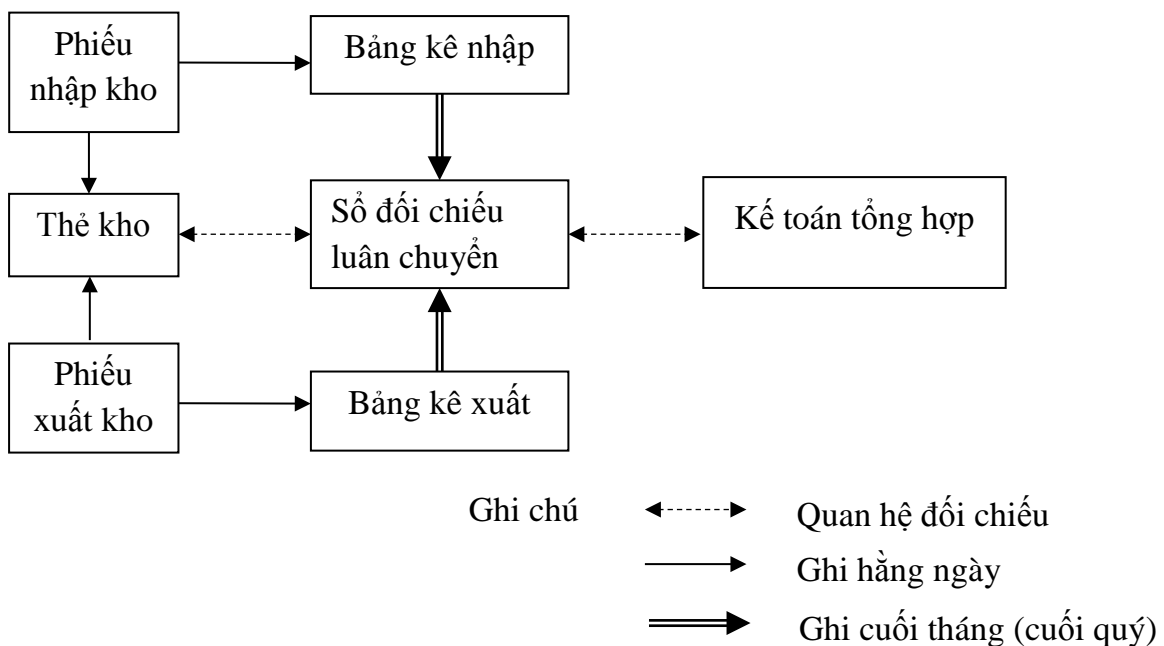 Phiếu
nhập kho
Bảng kê nhập
Thẻ kho
Sổ đối chiếu
luân chuyển
Kế toán tổng hợp
Phiếu
xuất kho
Bảng kê xuất
Ghi chú
Quan hệ đối chiếu
Ghi hằng ngày
Ghi cuối tháng (cuối quý)